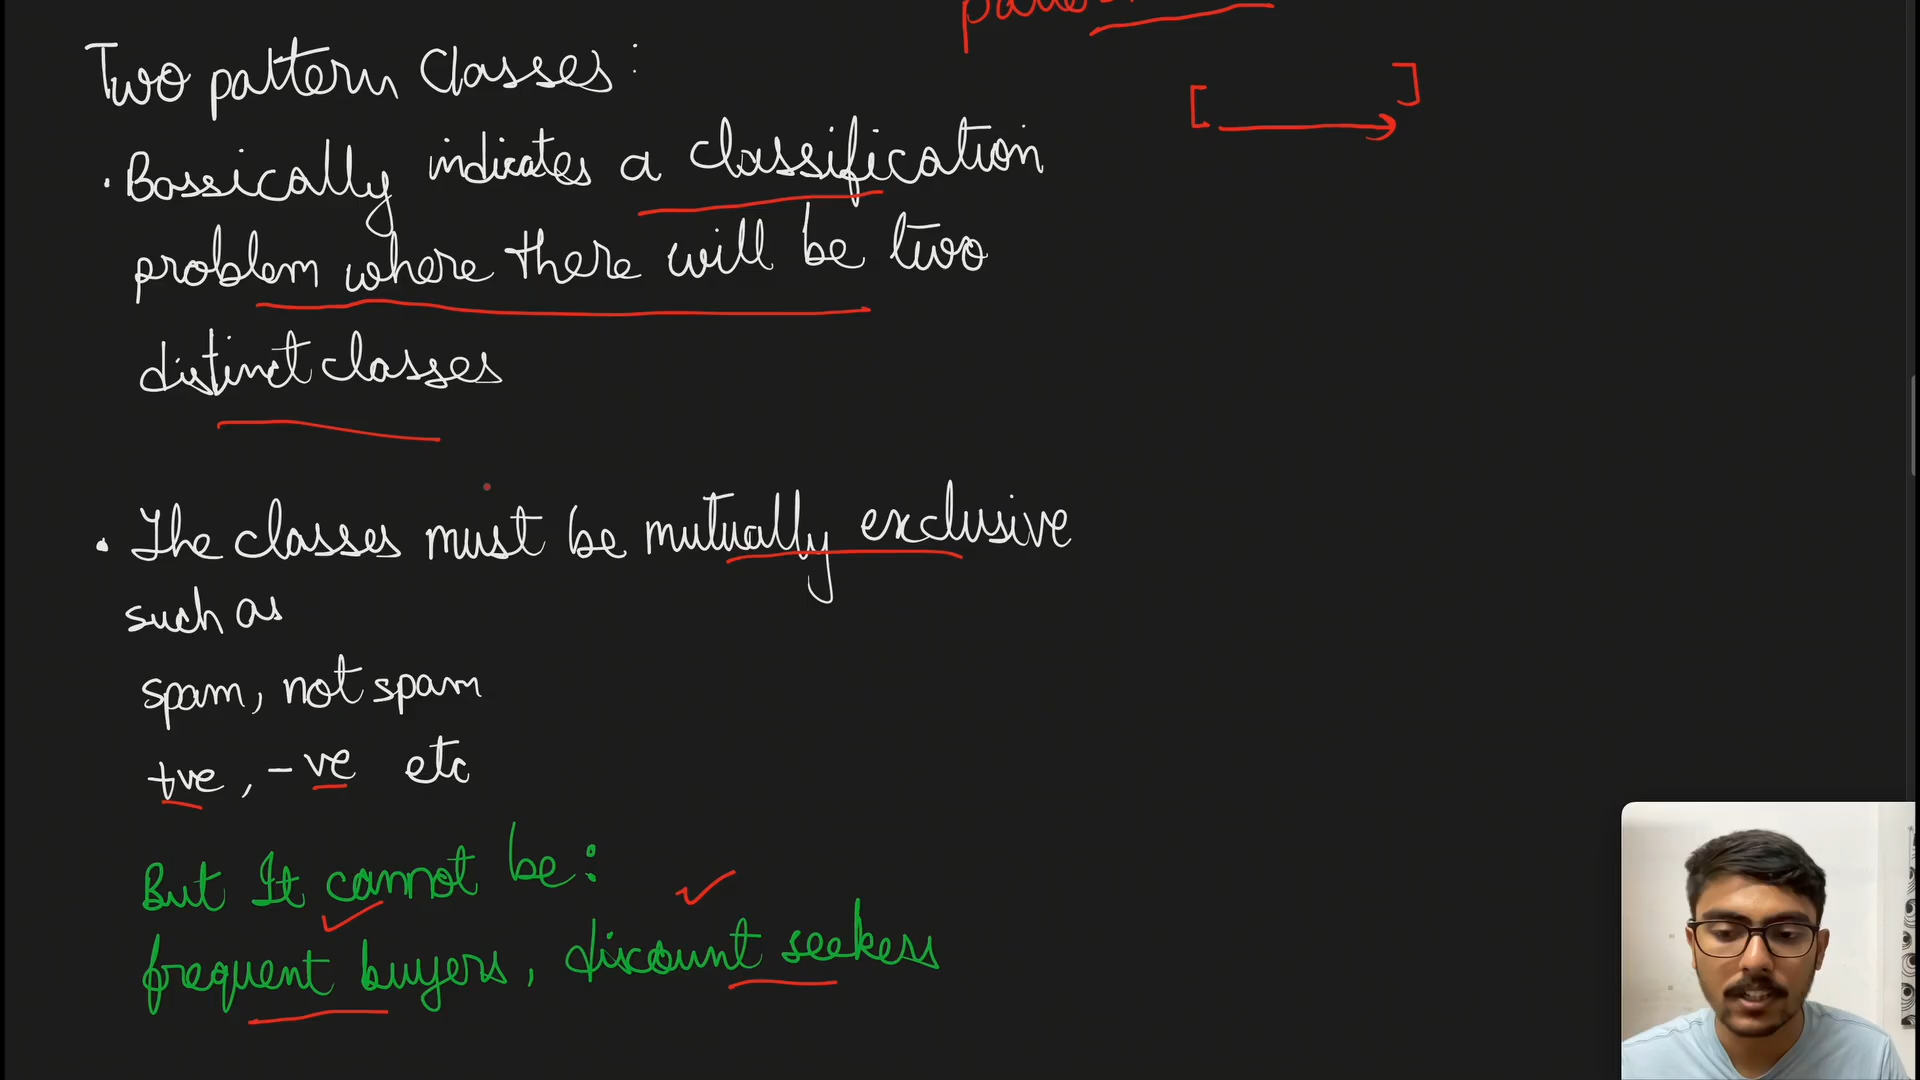 Two pattern Classes:
• Bassically indicates a classification
problem where there will be two
distinct classes
• The classes must be mutually exclusive
such as
spam, not spam
+ve, -ve etc
But It cannot be:
frequent buyers, discount seekers